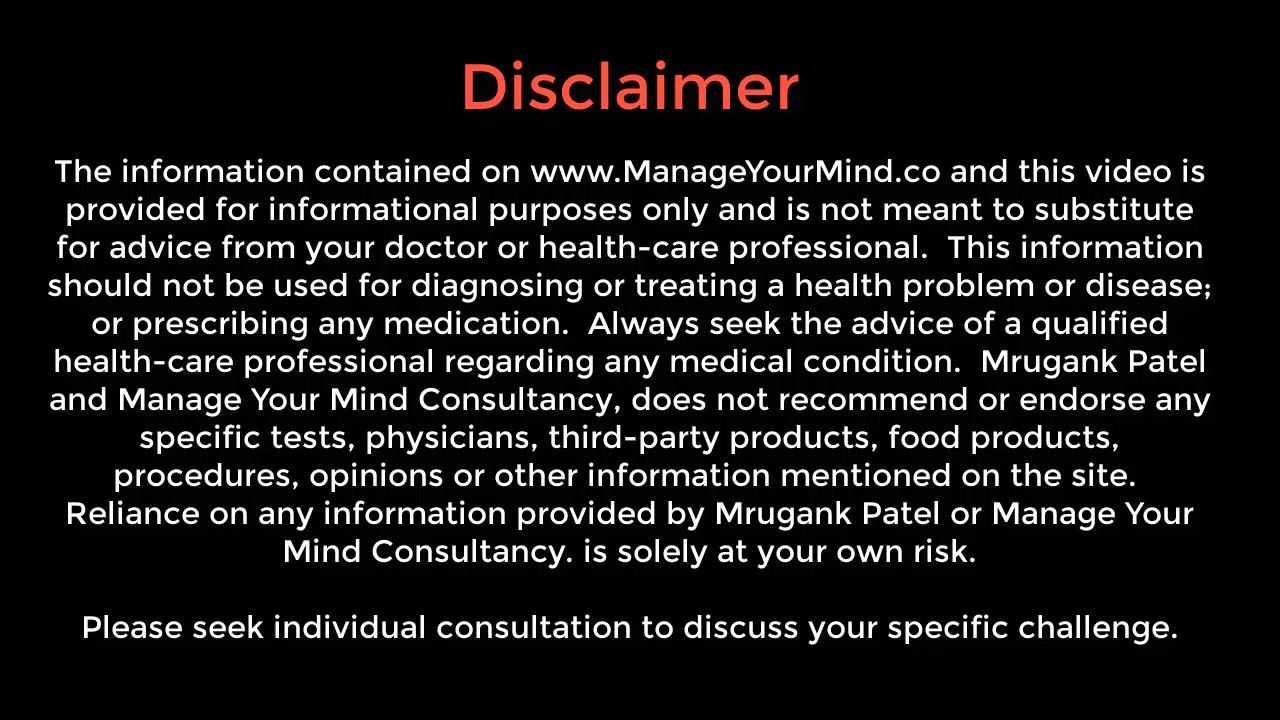 Disclaimer
The information contained on www.ManageYourMind.co and this video is
provided for informational purposes only and is not meant to substitute
for advice from your doctor or health-care professional.  This information
should not be used for diagnosing or treating a health problem or disease;
or prescribing any medication.  Always seek the advice of a qualified
health-care professional regarding any medical condition.  Mrugank Patel
and Manage Your Mind Consultancy, does not recommend or endorse any
specific tests, physicians, third-party products, food products,
procedures, opinions or other information mentioned on the site.
Reliance on any information provided by Mrugank Patel or Manage Your
Mind Consultancy. is solely at your own risk.
Please seek individual consultation to discuss your specific challenge.